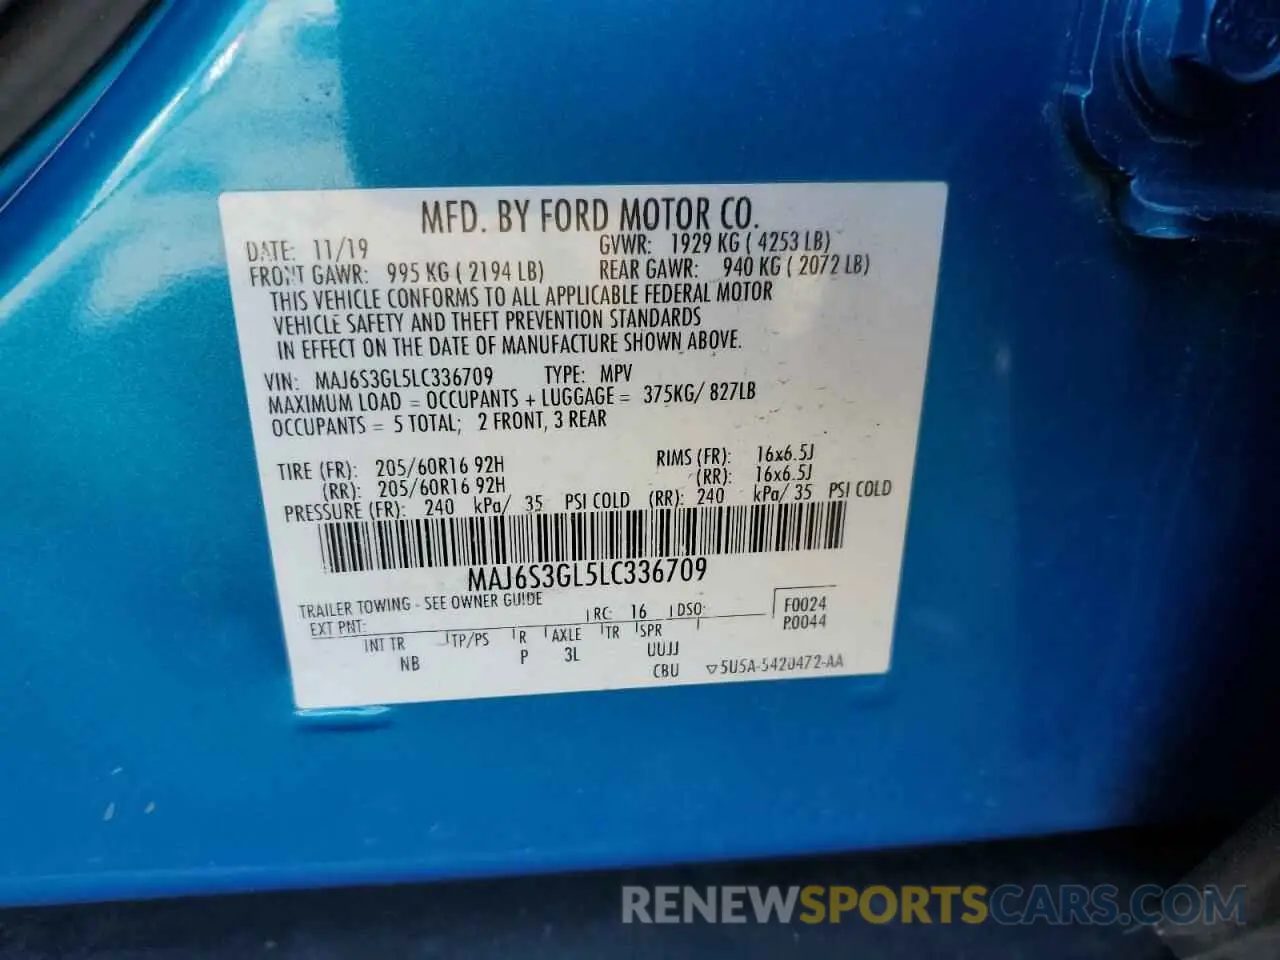 MFD. BY FORD MOTOR CO.
DATE: 11/19 GVWR: 1929 KG ( 4253 LB)
FRONT GAWR: 995 KG ( 2194 LB) REAR GAWR: 940 KG ( 2072 LB)
THIS VEHICLE CONFORMS TO ALL APPLICABLE FEDERAL MOTOR
VEHICLE SAFETY AND THEFT PREVENTION STANDARDS
IN EFFECT ON THE DATE OF MANUFACTURE SHOWN ABOVE.
VIN: MAJ6S3GL5LC336709 TYPE: MPV
MAXIMUM LOAD = OCCUPANTS + LUGGAGE = 375KG/ 827LB
OCCUPANTS = 5 TOTAL; 2 FRONT, 3 REAR
TIRE (FR): 205/60R16 92H RIMS (FR): 16x6.5J
(RR): 205/60R16 92H (RR): 16x6.5J
PRESSURE (FR): 240 kPa/ 35 PSI COLD (RR): 240 kPa/ 35 PSI COLD
MAJ6S3GL5LC336709
TRAILER TOWING - SEE OWNER GUIDE
EXT PNT: RC: 16 DSO: F0024
P.0044
INT TR TP/PS R AXLE TR SPR
NB P 3L UUJJ
CBU 5U5A-5420472-AA
RENEWSPORTSCARS.COM